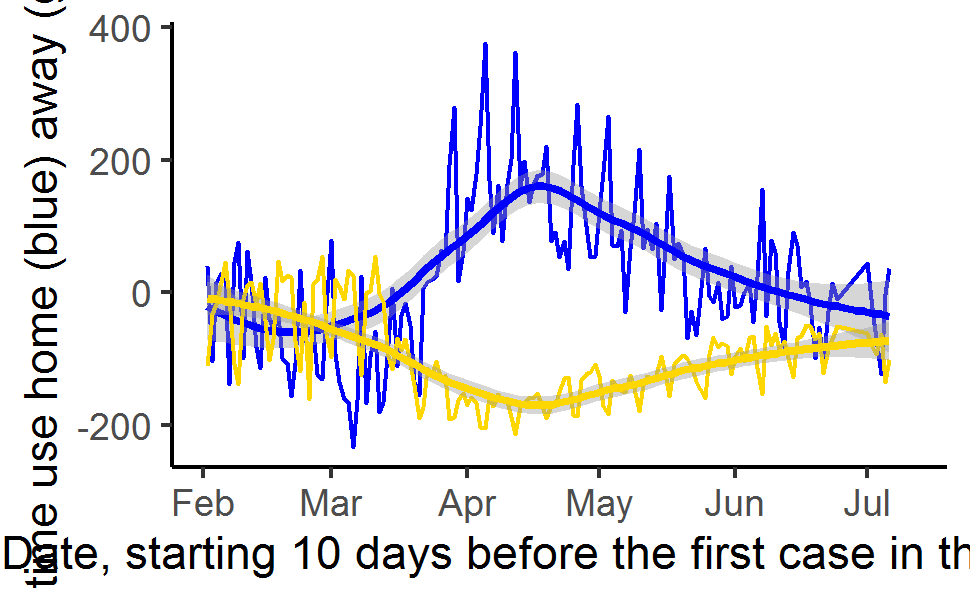 time use home (blue) away (
400
200
0
-200
Feb Mar Apr May Jun Jul
Date, starting 10 days before the first case in th